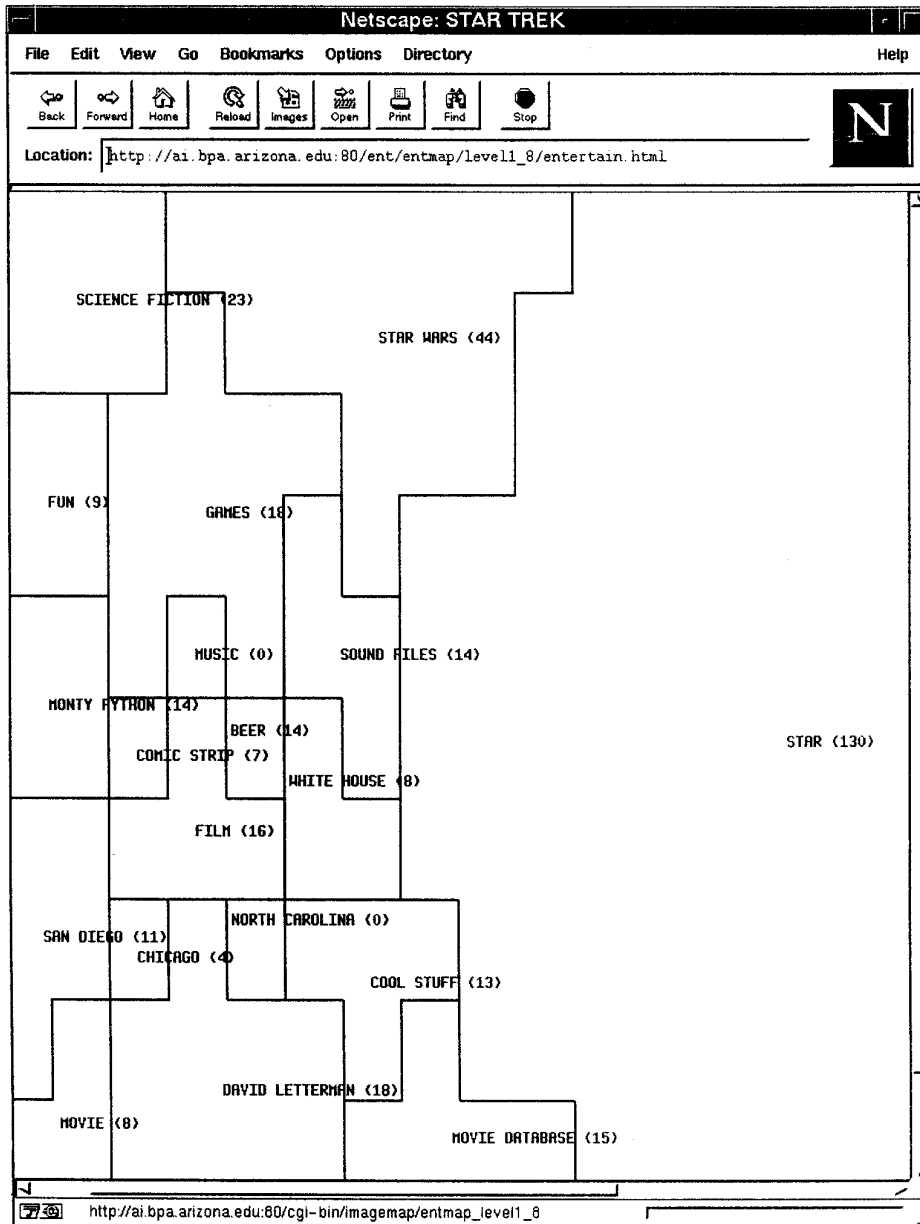 Netscape: STAR TREK
File Edit View Go Bookmarks Options Directory Help
Back Forward Home Reload Images Open Print Find Stop
N
Location: http://ai.bpa.arizona.edu:80/ent/entmap/level1_8/entertain.html
SCIENCE FICTION (23)
STAR WARS (44)
FUN (9)
GAMES (18)
MUSIC (0) SOUND FILES (14)
MONTY PYTHON (14)
BEER (14)
STAR (130)
COMIC STRIP (7)
WHITE HOUSE (8)
FILM (16)
NORTH CAROLINA (0)
SAN DIEGO (11)
CHICAGO (4)
COOL STUFF (13)
DAVID LETTERMAN (18)
MOVIE (8)
MOVIE DATABASE (15)
http://ai.bpa.arizona.edu:80/cgi-bin/imagemap/entmap_level1_8